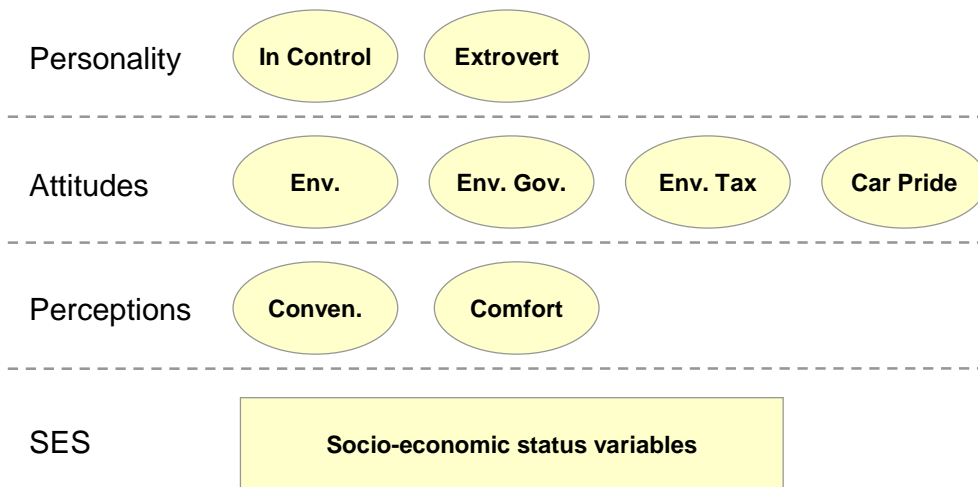 Personality In Control Extrovert
Attitudes Env. Env. Gov. Env. Tax Car Pride
Perceptions Conven. Comfort
SES Socio-economic status variables